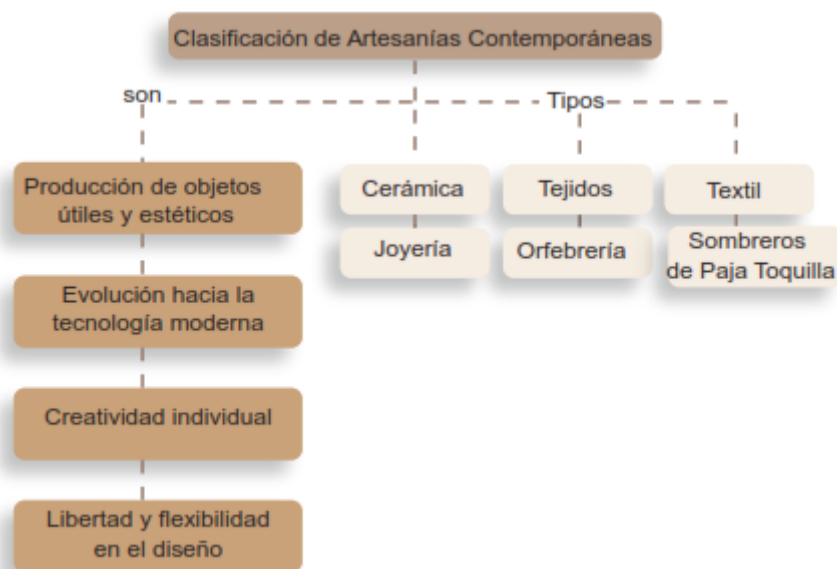 Clasificación de Artesanías Contemporáneas
son
Tipos
Producción de objetos
útiles y estéticos
Evolución hacia la
tecnología moderna
Creatividad individual
Libertad y flexibilidad
en el diseño
Cerámica
Joyería
Tejidos
Orfebrería
Textil
Sombreros
de Paja Toquilla